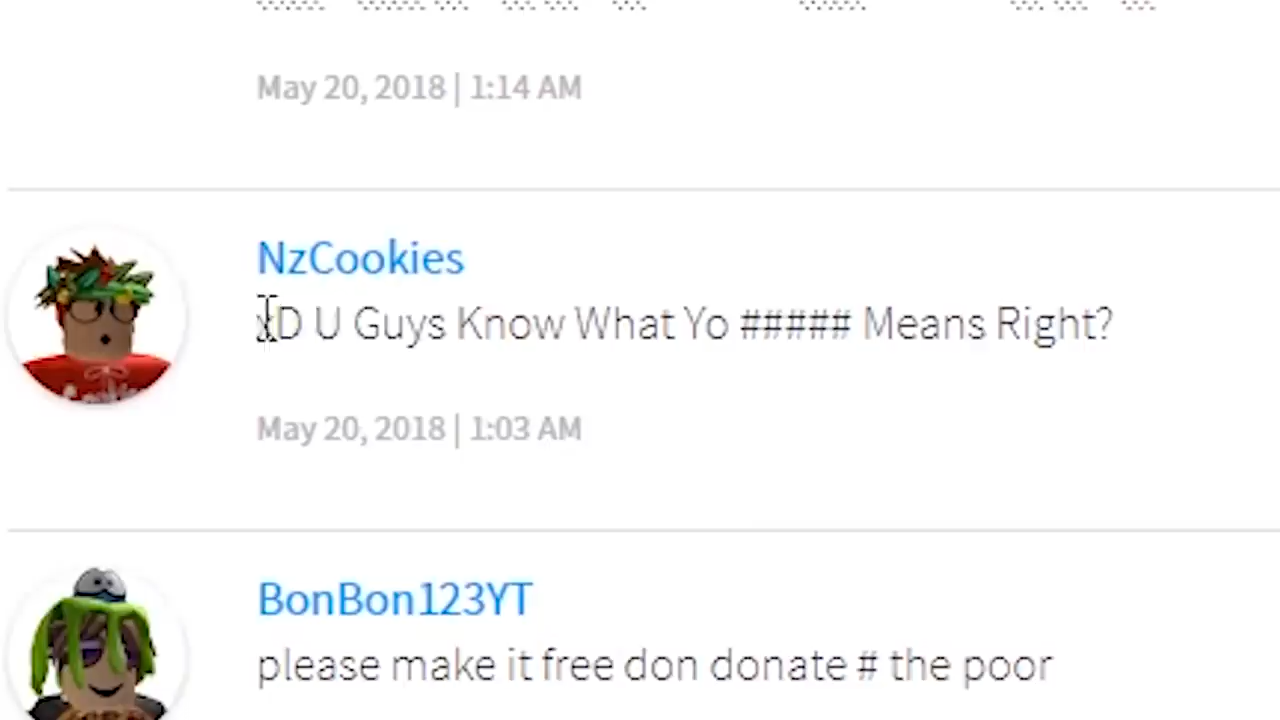 May 20, 2018 | 1:14 AM
NzCookies
xD U Guys Know What Yo ##### Means Right?
May 20, 2018 | 1:03 AM
BonBon123YT
please make it free don donate # the poor